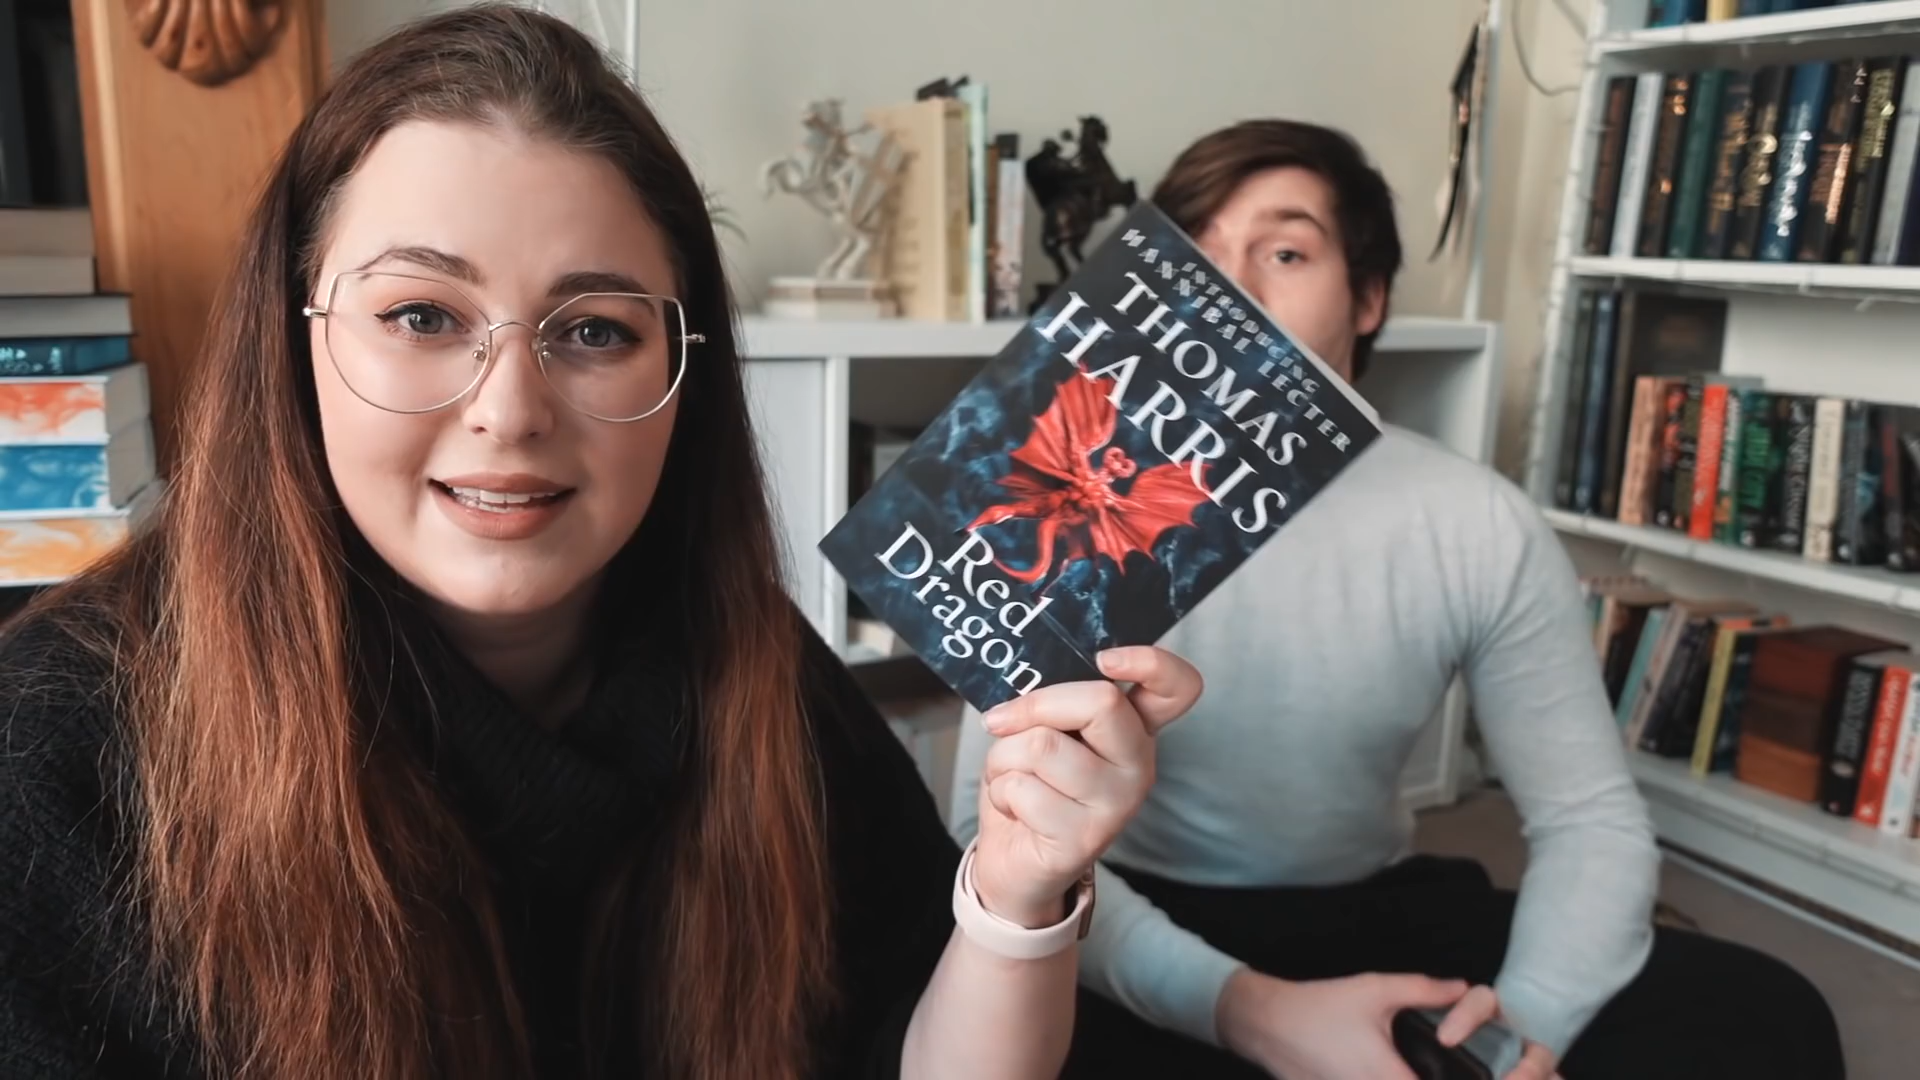 INTRODUCING
HANNIBAL LECTER
THOMAS
HARRIS
Red
Dragon